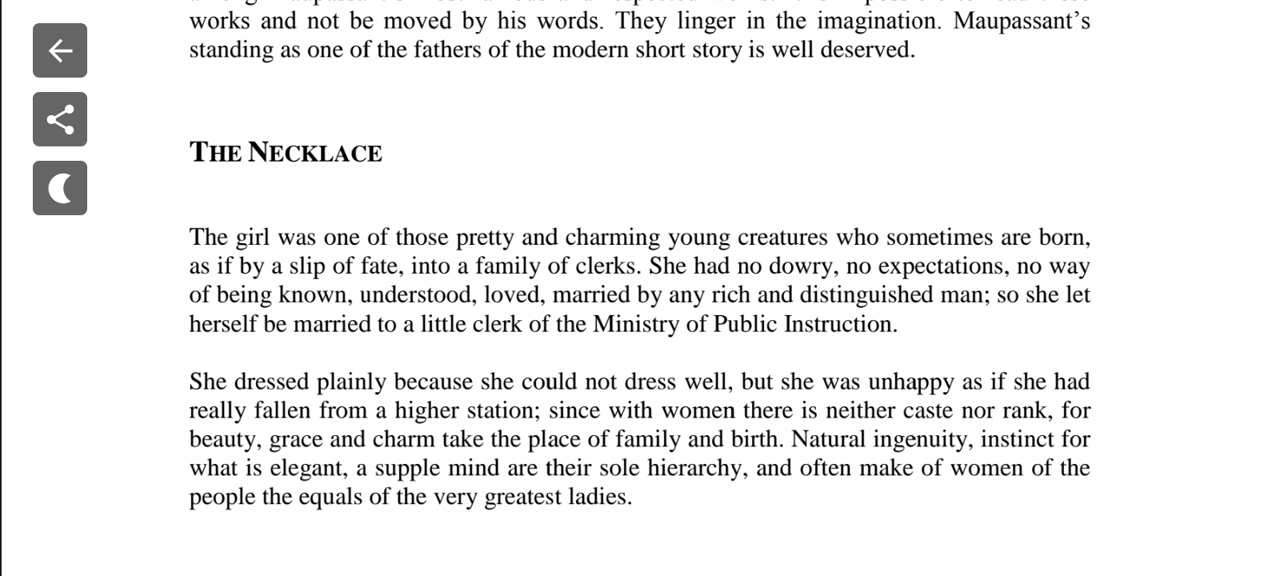 works and not be moved by his words. They linger in the imagination. Maupassant's
standing as one of the fathers of the modern short story is well deserved.
THE NECKLACE
The girl was one of those pretty and charming young creatures who sometimes are born,
as if by a slip of fate, into a family of clerks. She had no dowry, no expectations, no way
of being known, understood, loved, married by any rich and distinguished man; so she let
herself be married to a little clerk of the Ministry of Public Instruction.
She dressed plainly because she could not dress well, but she was unhappy as if she had
really fallen from a higher station; since with women there is neither caste nor rank, for
beauty, grace and charm take the place of family and birth. Natural ingenuity, instinct for
what is elegant, a supple mind are their sole hierarchy, and often make of women of the
people the equals of the very greatest ladies.